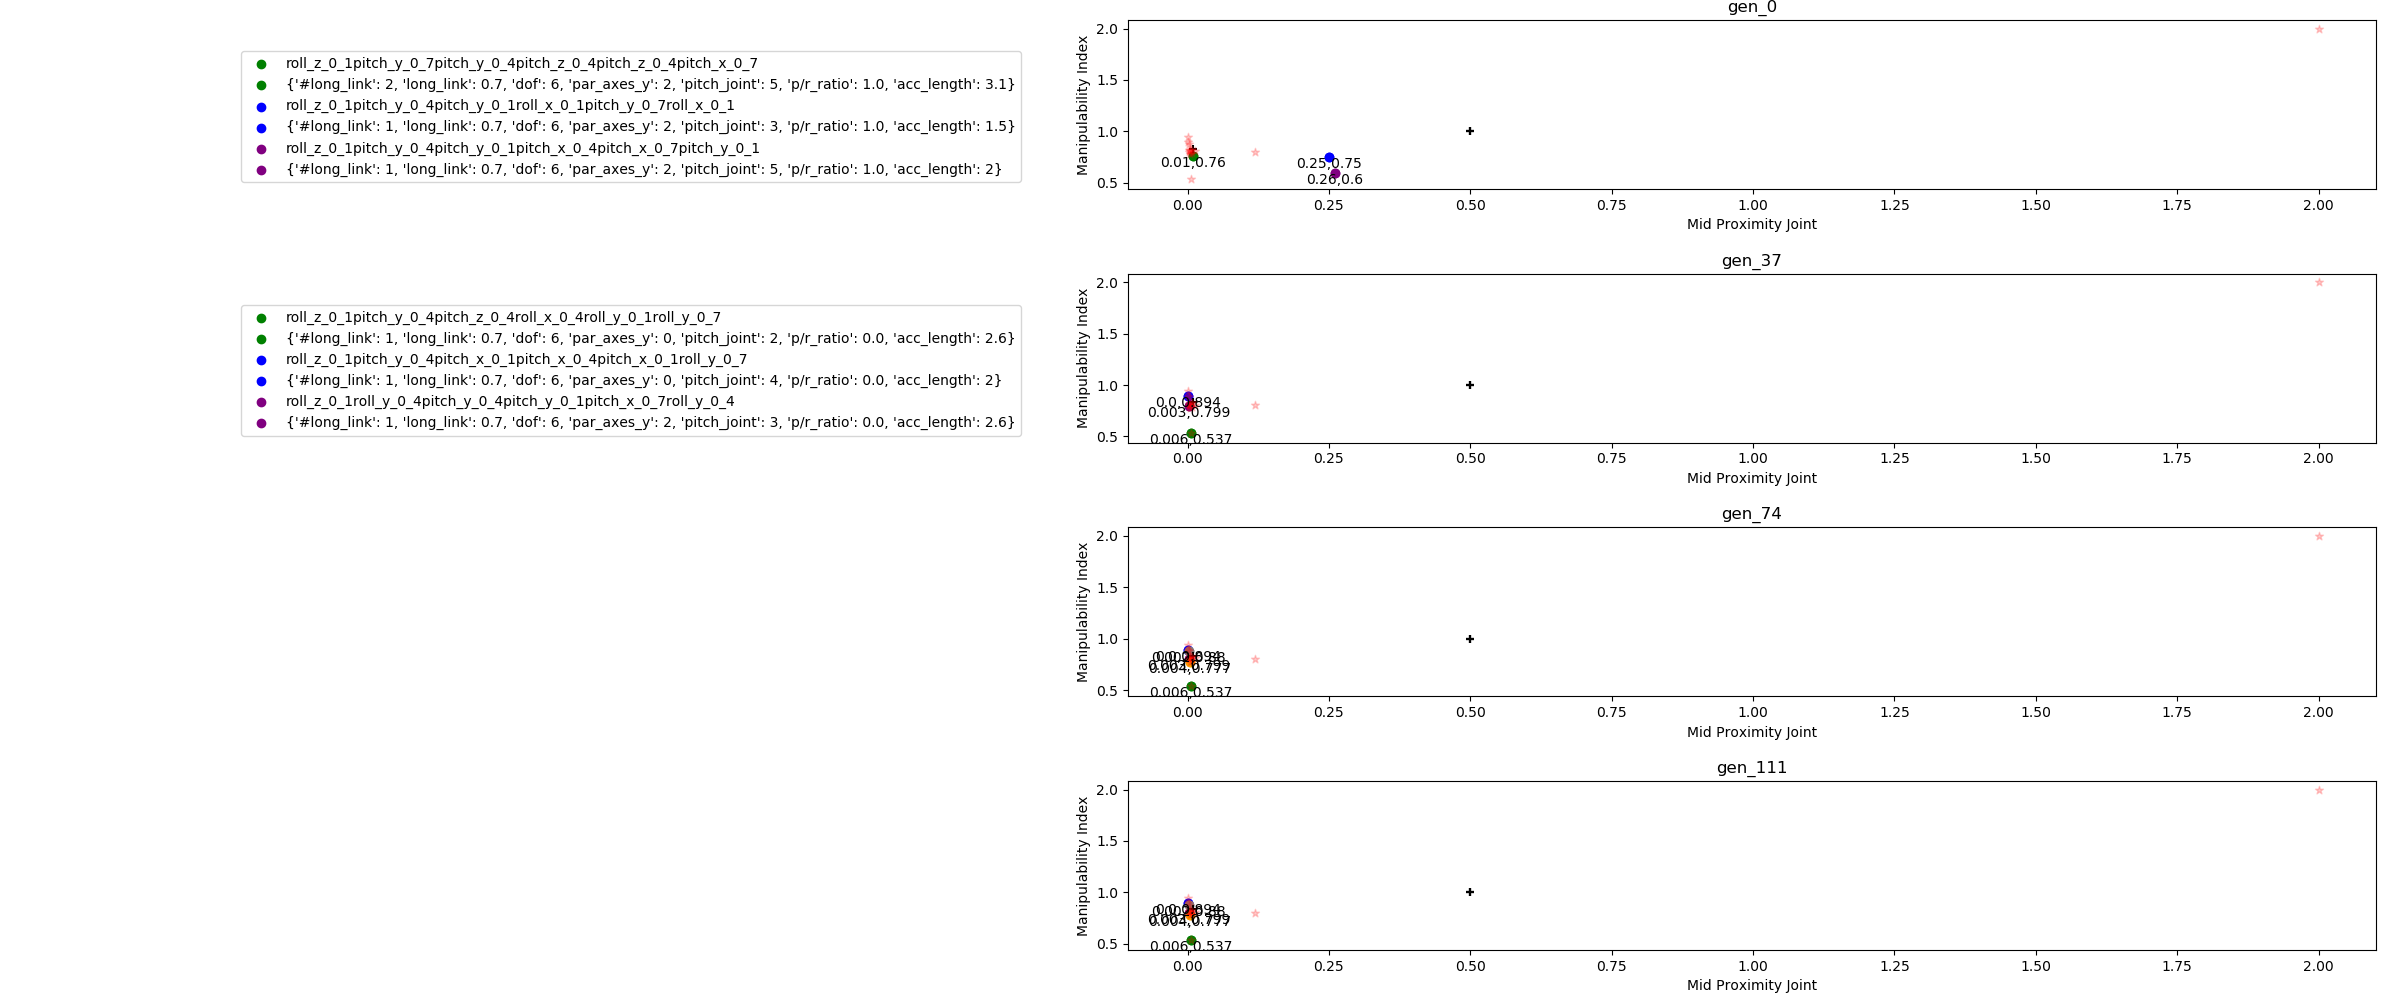 roll_z_0_1pitch_y_0_7pitch_y_0_4pitch_z_0_4pitch_z_0_4pitch_x_0_7
{'#long_link': 2, 'long_link': 0.7, 'dof': 6, 'par_axes_y': 2, 'pitch_joint': 5, 'p/r_ratio': 1.0, 'acc_length': 3.1}
roll_z_0_1pitch_y_0_4pitch_y_0_1roll_x_0_1pitch_y_0_7roll_x_0_1
{'#long_link': 1, 'long_link': 0.7, 'dof': 6, 'par_axes_y': 2, 'pitch_joint': 3, 'p/r_ratio': 1.0, 'acc_length': 1.5}
roll_z_0_1pitch_y_0_4pitch_y_0_1pitch_x_0_4pitch_x_0_7pitch_y_0_1
{'#long_link': 1, 'long_link': 0.7, 'dof': 6, 'par_axes_y': 2, 'pitch_joint': 5, 'p/r_ratio': 1.0, 'acc_length': 2}
gen_0
Manipulability Index
2.0
1.5
1.0
0.5
0.01,0.76
0.25,0.75
0.26,0.6
0.00 0.25 0.50 0.75 1.00 1.25 1.50 1.75 2.00
Mid Proximity Joint
roll_z_0_1pitch_y_0_4pitch_z_0_4roll_x_0_4roll_y_0_1roll_y_0_7
{'#long_link': 1, 'long_link': 0.7, 'dof': 6, 'par_axes_y': 0, 'pitch_joint': 2, 'p/r_ratio': 0.0, 'acc_length': 2.6}
roll_z_0_1pitch_y_0_4pitch_x_0_1pitch_x_0_4pitch_x_0_1roll_y_0_7
{'#long_link': 1, 'long_link': 0.7, 'dof': 6, 'par_axes_y': 0, 'pitch_joint': 4, 'p/r_ratio': 0.0, 'acc_length': 2}
roll_z_0_1roll_y_0_4pitch_y_0_4pitch_y_0_1pitch_x_0_7roll_y_0_4
{'#long_link': 1, 'long_link': 0.7, 'dof': 6, 'par_axes_y': 2, 'pitch_joint': 3, 'p/r_ratio': 0.0, 'acc_length': 2.6}
gen_37
Manipulability Index
2.0
1.5
1.0
0.5
0.0,0.894
0.003,0.799
0.006,0.537
0.00 0.25 0.50 0.75 1.00 1.25 1.50 1.75 2.00
Mid Proximity Joint
gen_74
Manipulability Index
2.0
1.5
1.0
0.5
0.004,0.777
0.006,0.537
0.00 0.25 0.50 0.75 1.00 1.25 1.50 1.75 2.00
Mid Proximity Joint
gen_111
Manipulability Index
2.0
1.5
1.0
0.5
0.004,0.777
0.006,0.537
0.00 0.25 0.50 0.75 1.00 1.25 1.50 1.75 2.00
Mid Proximity Joint